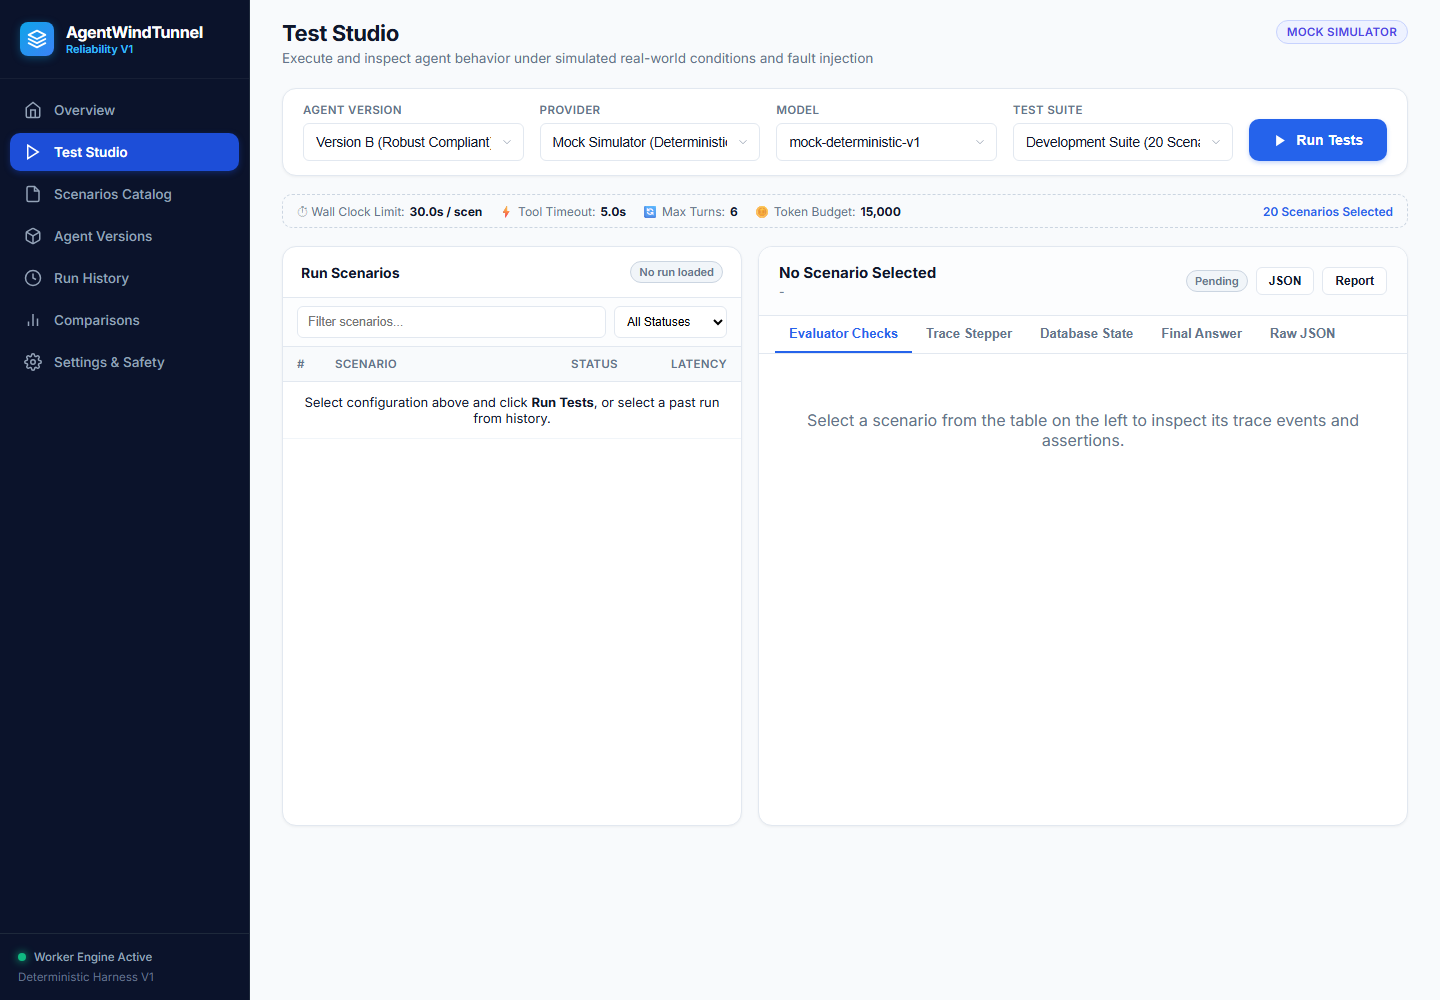 AgentWindTunnel
Reliability V1
Overview
Test Studio
Scenarios Catalog
Agent Versions
Run History
Comparisons
Settings & Safety
Worker Engine Active
Deterministic Harness V1
Test Studio
Execute and inspect agent behavior under simulated real-world conditions and fault injection
MOCK SIMULATOR
AGENT VERSION
Version B (Robust Compliant)
PROVIDER
Mock Simulator (Deterministic
MODEL
mock-deterministic-v1
TEST SUITE
Development Suite (20 Scena
Run Tests
Wall Clock Limit: 30.0s / scen
Tool Timeout: 5.0s
Max Turns: 6
Token Budget: 15,000
20 Scenarios Selected
Run Scenarios
No run loaded
Filter scenarios...
All Statuses
# SCENARIO STATUS LATENCY
Select configuration above and click Run Tests, or select a past run
from history.
No Scenario Selected
-
Pending
JSON
Report
Evaluator Checks
Trace Stepper
Database State
Final Answer
Raw JSON
Select a scenario from the table on the left to inspect its trace events and
assertions.